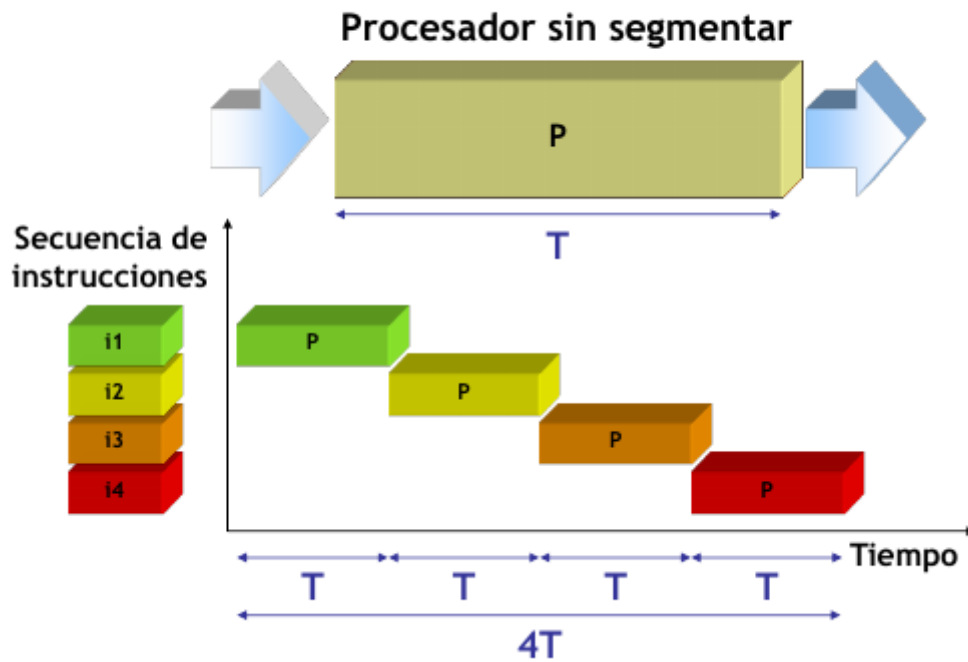 Procesador sin segmentar
P
T
Secuencia de
instrucciones
i1
P
i2
P
i3
P
i4
P
Tiempo
T
T
T
T
4T